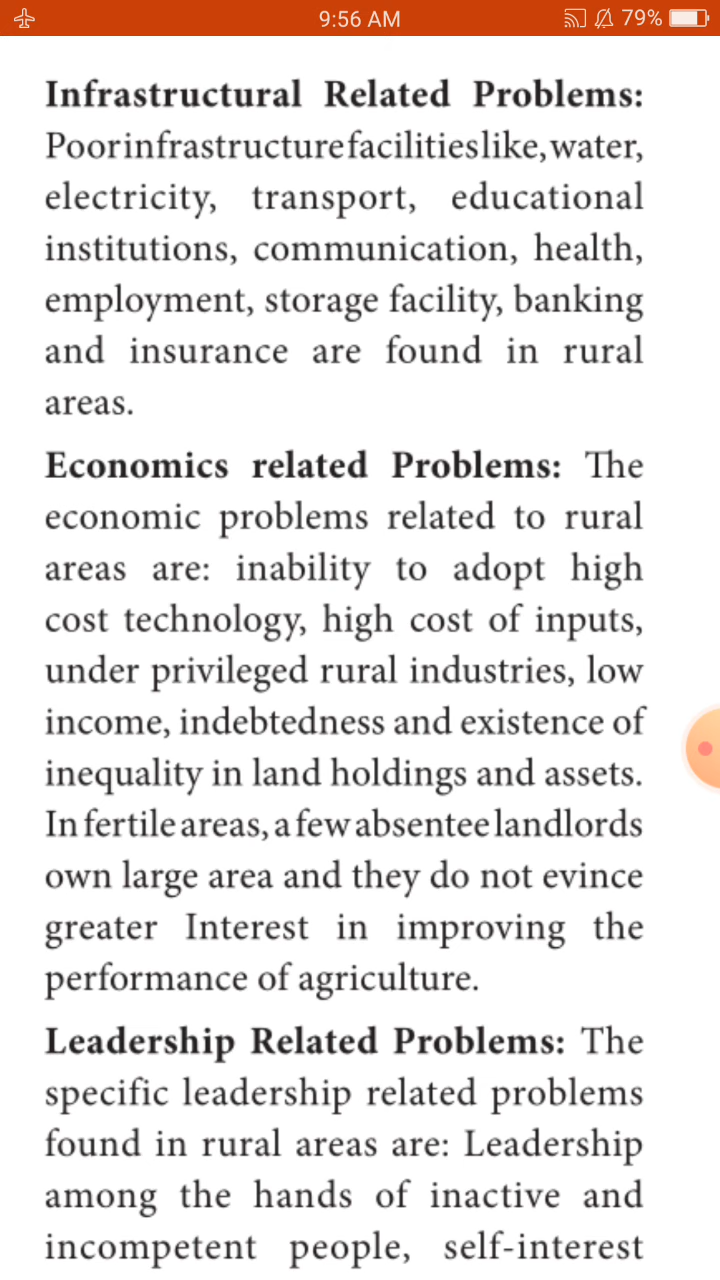 9:56 AM
79%
Infrastructural Related Problems:
Poor infrastructure facilities like, water,
electricity, transport, educational
institutions, communication, health,
employment, storage facility, banking
and insurance are found in rural
areas.
Economics related Problems: The
economic problems related to rural
areas are: inability to adopt high
cost technology, high cost of inputs,
under privileged rural industries, low
income, indebtedness and existence of
inequality in land holdings and assets.
In fertile areas, a few absentee landlords
own large area and they do not evince
greater Interest in improving the
performance of agriculture.
Leadership Related Problems: The
specific leadership related problems
found in rural areas are: Leadership
among the hands of inactive and
incompetent people, self-interest